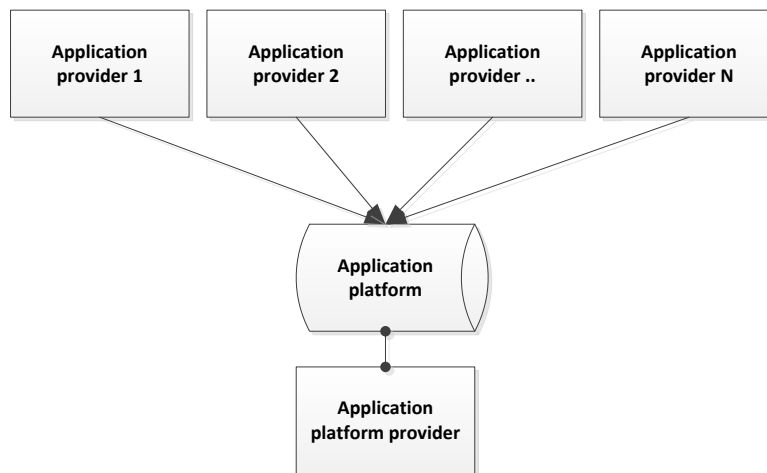 Application
provider 1
Application
provider 2
Application
provider ..
Application
provider N
Application
platform
Application
platform provider